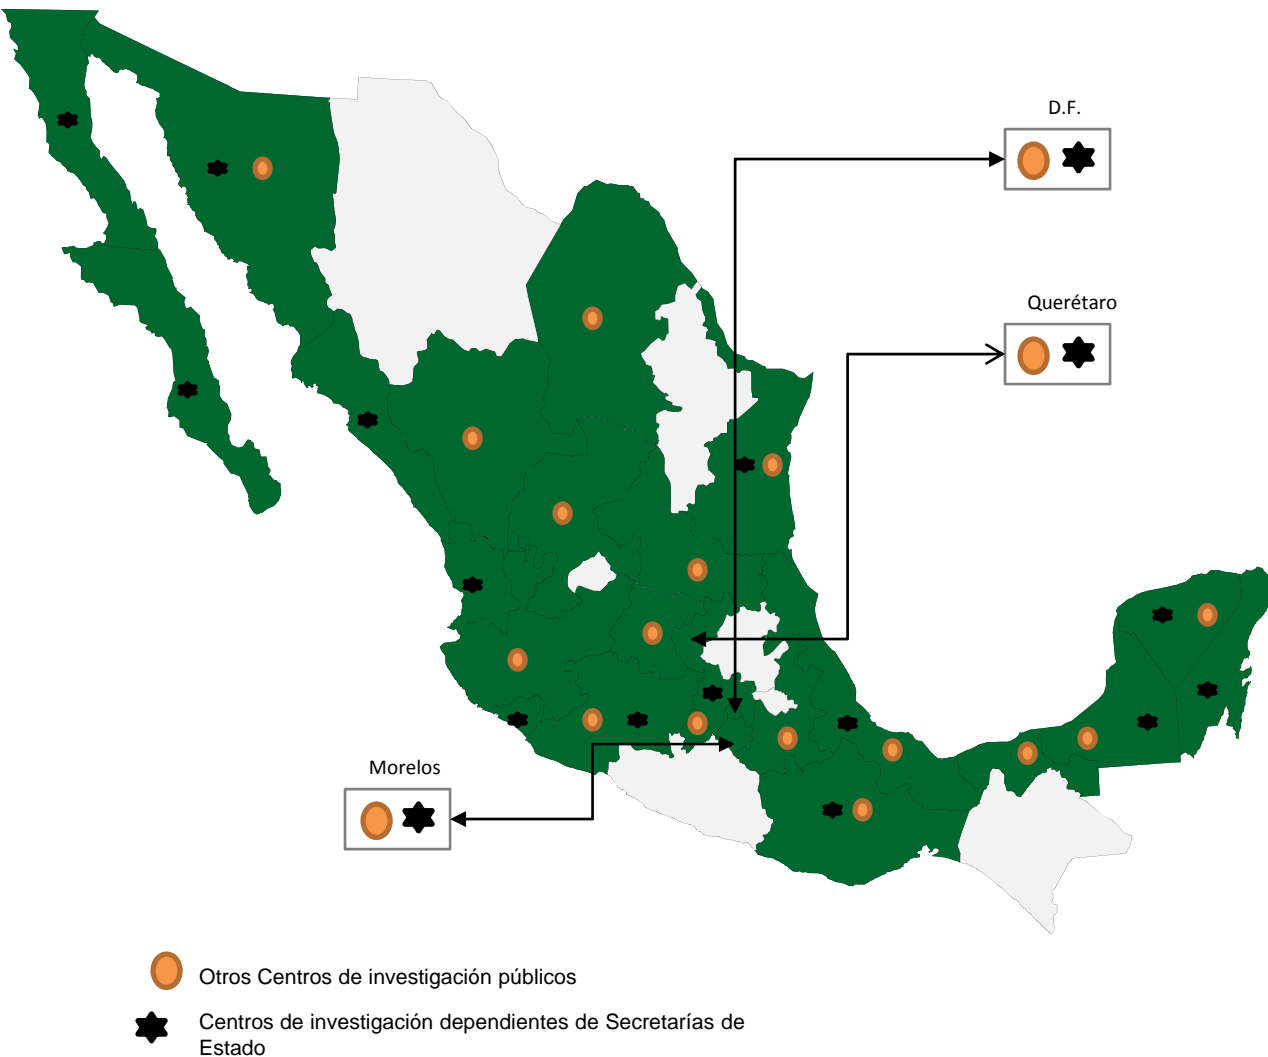 D.F.
Querétaro
Morelos
Otros Centros de investigación públicos
Centros de investigación dependientes de Secretarías de
Estado